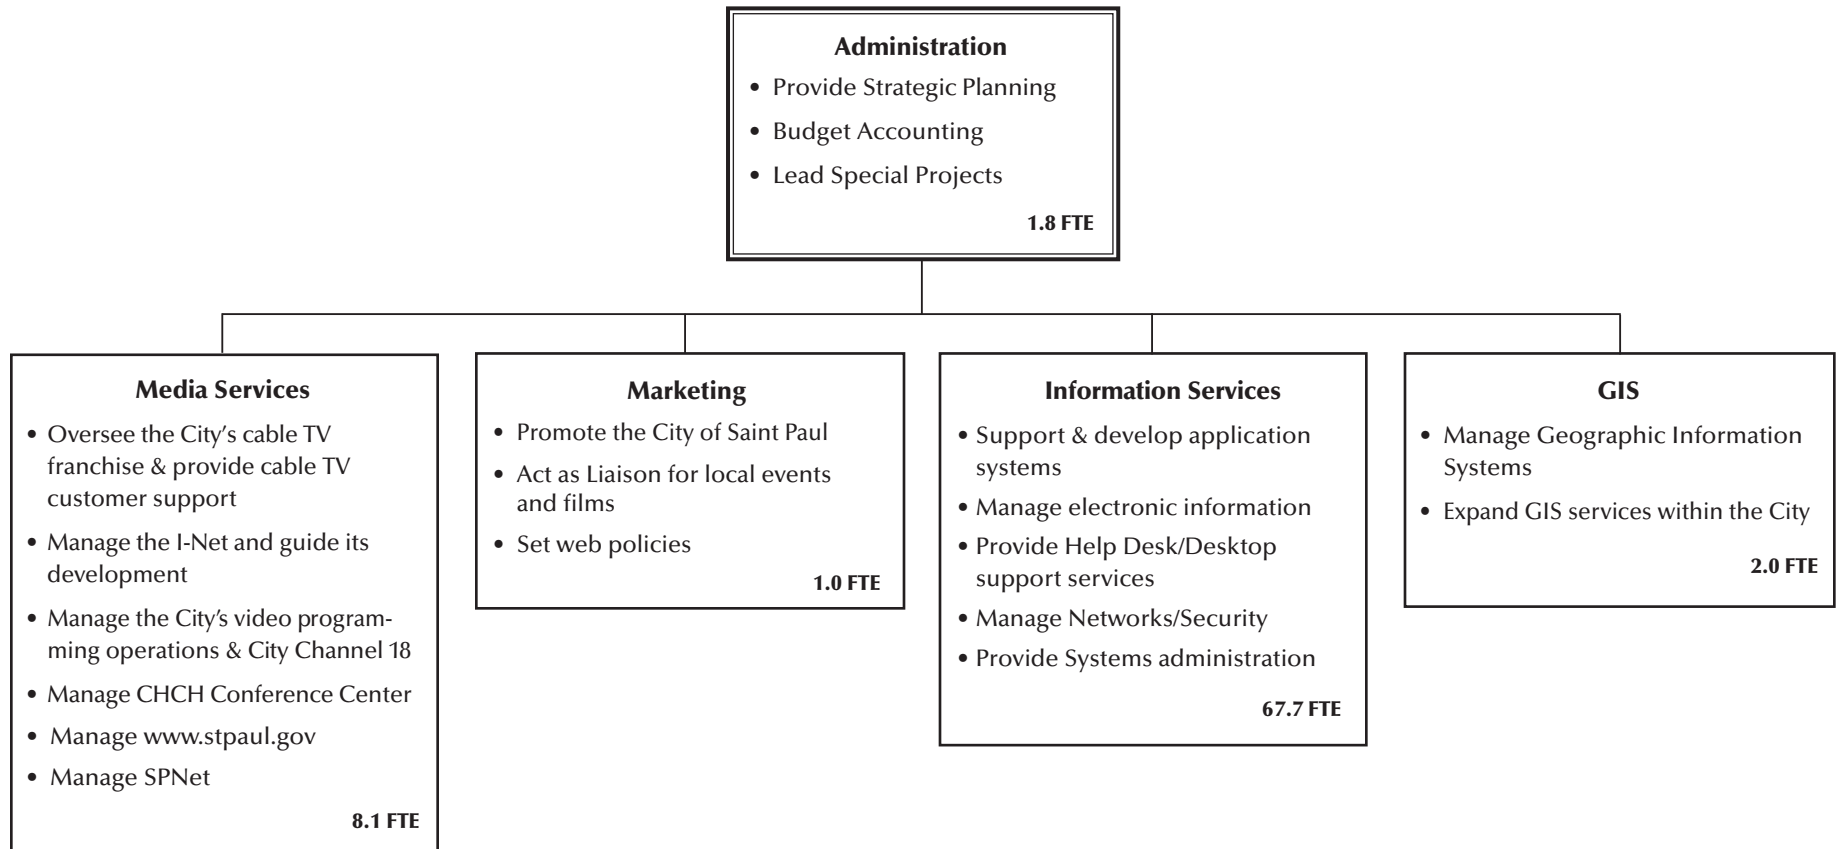 Administration
• Provide Strategic Planning
• Budget Accounting
• Lead Special Projects
1.8 FTE
Media Services
• Oversee the City's cable TV
franchise & provide cable TV
customer support
• Manage the I-Net and guide its
development
• Manage the City's video program-
ming operations & City Channel 18
• Manage CHCH Conference Center
• Manage www.stpaul.gov
• Manage SPNet
8.1 FTE
Marketing
• Promote the City of Saint Paul
• Act as Liaison for local events
and films
• Set web policies
1.0 FTE
Information Services
• Support & develop application
systems
• Manage electronic information
• Provide Help Desk/Desktop
support services
• Manage Networks/Security
• Provide Systems administration
67.7 FTE
GIS
• Manage Geographic Information
Systems
• Expand GIS services within the City
2.0 FTE